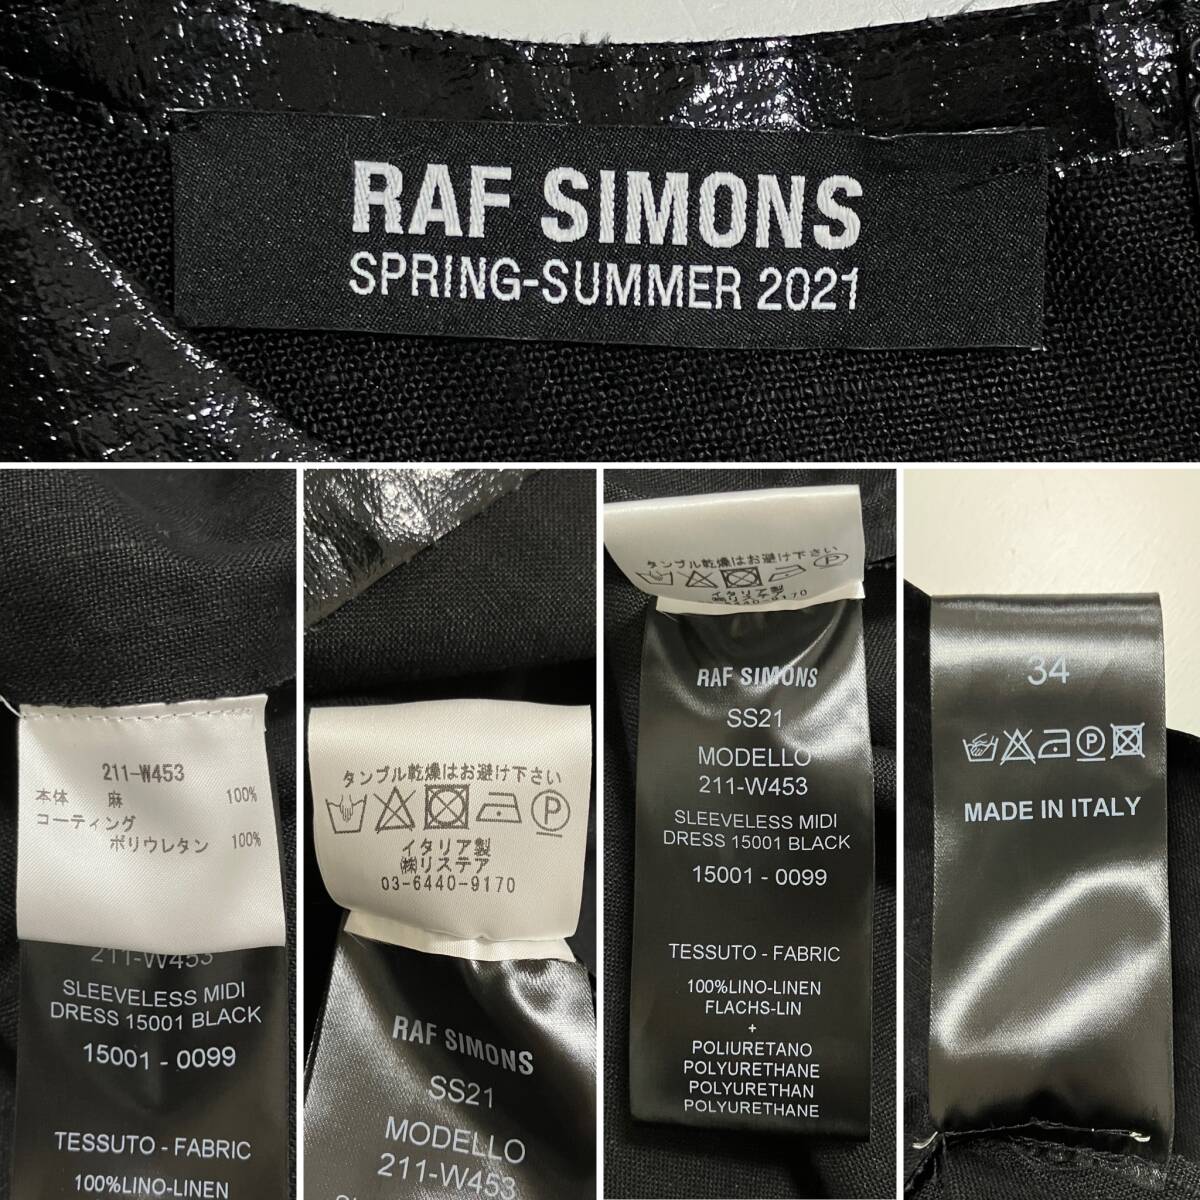 RAF SIMONS
SPRING-SUMMER 2021
211-W453
本体 麻 100%
コーティング
ポリウレタン 100%
211-W453
SLEEVELESS MIDI
DRESS 15001 BLACK
15001 - 0099
TESSUTO - FABRIC
100%LINO-LINEN
タンブル乾燥はお避け下さい
イタリア製
㈱リステア
03-6440-9170
RAF SIMONS
SS21
MODELLO
211-W453
タンブル乾燥はお避け下さい
イタリア製
RAF SIMONS
SS21
MODELLO
211-W453
SLEEVELESS MIDI
DRESS 15001 BLACK
15001 - 0099
TESSUTO - FABRIC
100%LINO-LINEN
FLACHS-LIN
+
POLIURETANO
POLYURETHANE
POLYURETHAN
POLYURETHANE
34
MADE IN ITALY